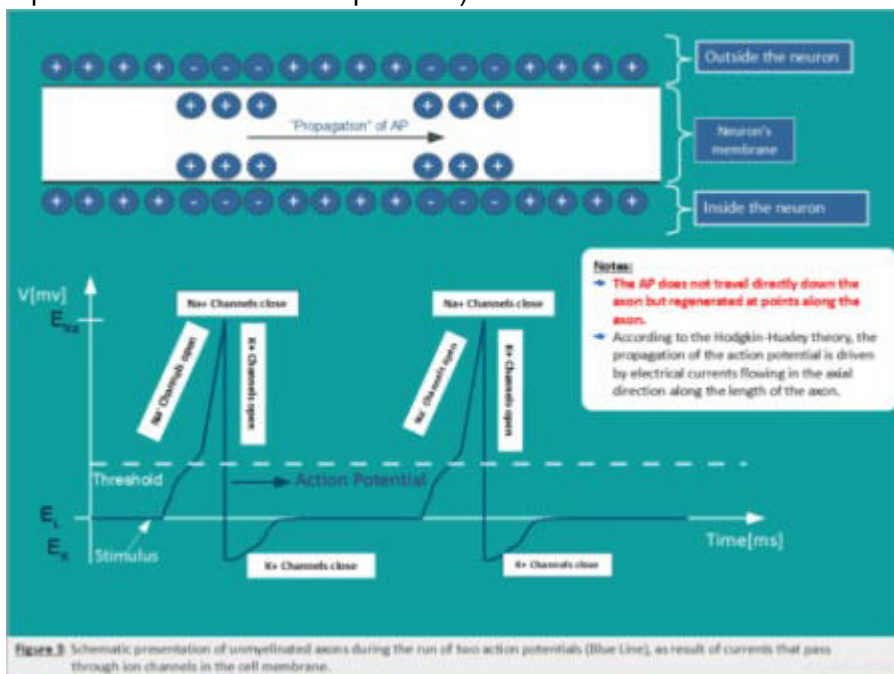 Outside the neuron
"Propagation" of AP
Neuron's
membrane
Inside the neuron
Notes:
The AP does not travel directly down the
axon but regenerated at points along the
axon.
According to the Hodgkin-Huxley theory, the
propagation of the action potential is driven
by electrical currents flowing in the axial
direction along the length of the axon.
V[mv]
E Na
Na+ Channels close
Na+ Channels close
Na+ Channels open
K+ Channels open
Na+ channels open
K+ Channels open
Threshold
Action Potential
E L
E K
Stimulus
Time[ms]
K+ Channels close
K+ Channels close
Figure 3: Schematic presentation of unmyelinated axons during the run of two action potentials (Blue Line), as result of currents that pass
through ion channels in the cell membrane.